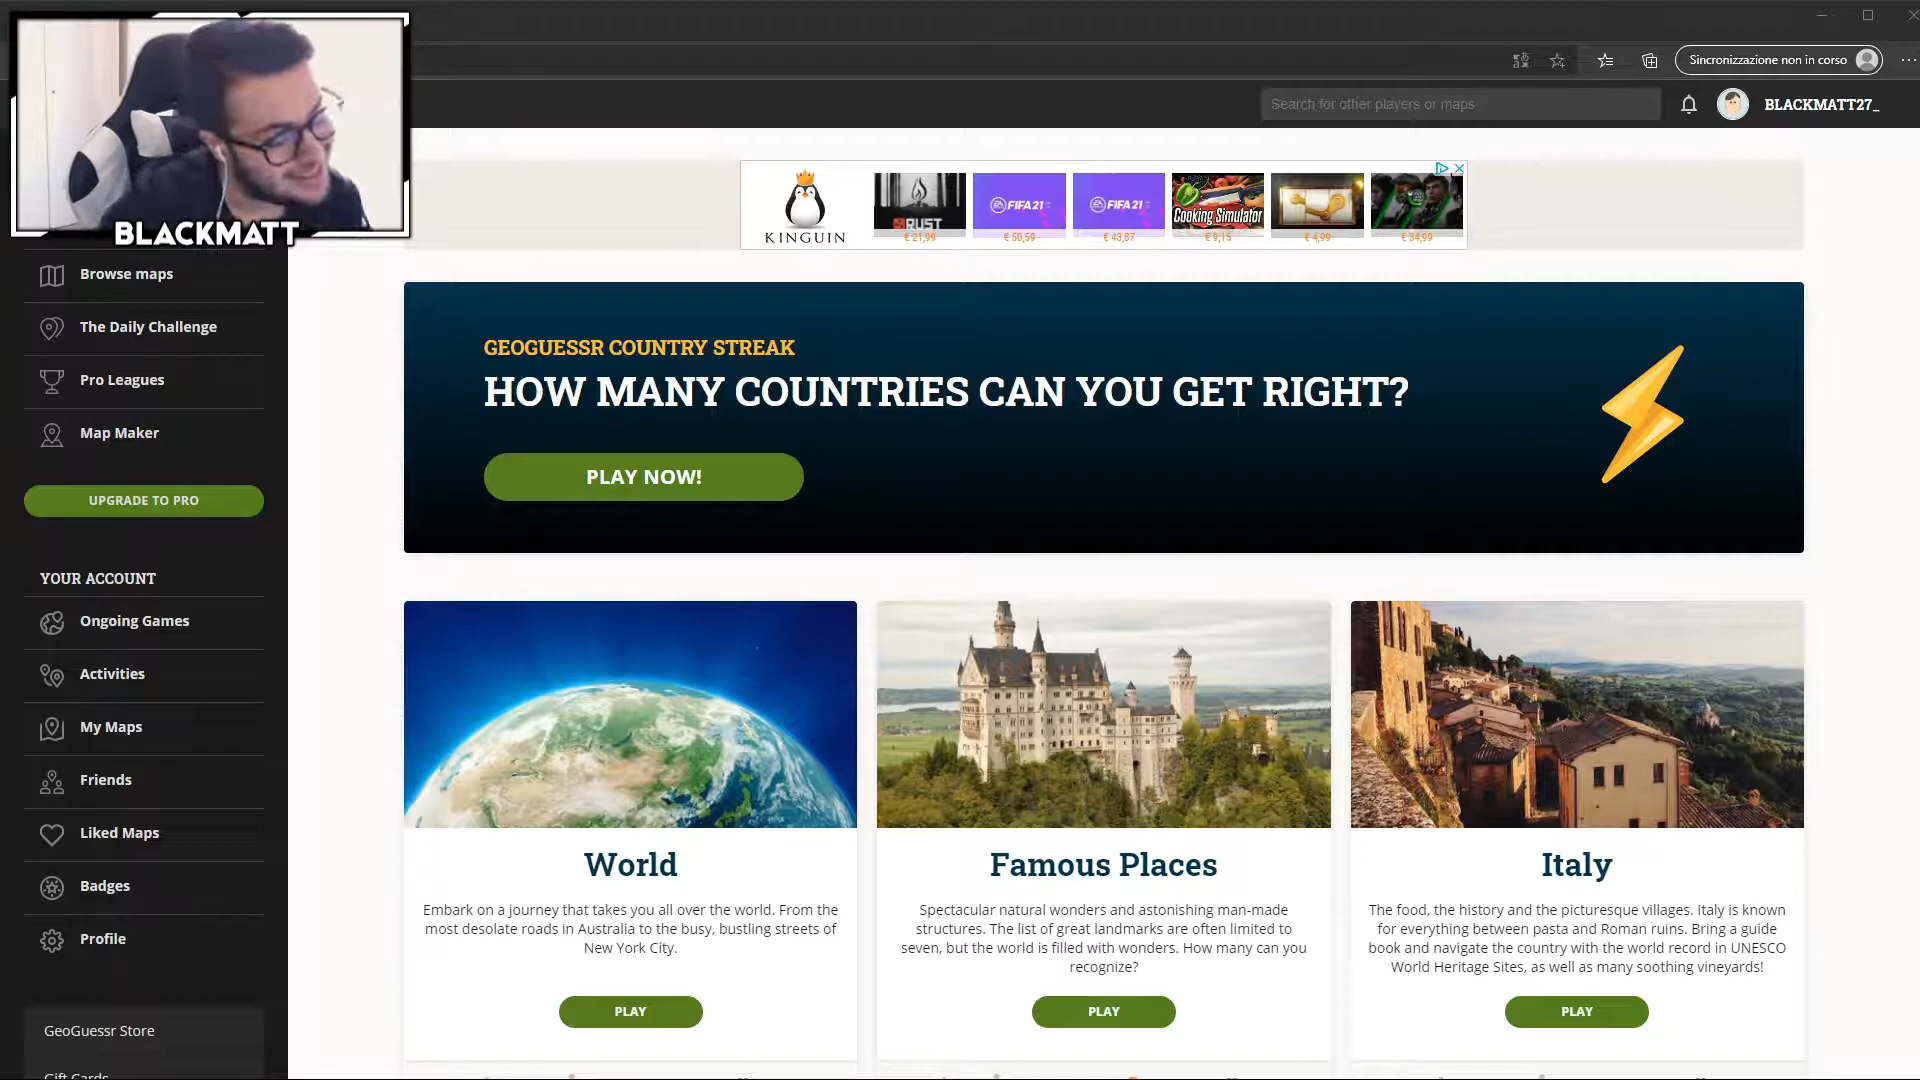 Sincronizzazione non in corso
Search for other players or maps
BLACKMATT27_
BLACKMATT
KINGUIN
RUST
€ 21,99
FIFA 21
€ 50,59
FIFA 21
€ 43,87
Cooking Simulator
€ 9,15
€ 4,99
€ 34,99
Browse maps
The Daily Challenge
Pro Leagues
Map Maker
UPGRADE TO PRO
YOUR ACCOUNT
Ongoing Games
Activities
My Maps
Friends
Liked Maps
Badges
Profile
GeoGuessr Store
Gift Cards
GEOGUESSR COUNTRY STREAK
HOW MANY COUNTRIES CAN YOU GET RIGHT?
PLAY NOW!
World
Embark on a journey that takes you all over the world. From the
most desolate roads in Australia to the busy, bustling streets of
New York City.
PLAY
Famous Places
Spectacular natural wonders and astonishing man-made
structures. The list of great landmarks are often limited to
seven, but the world is filled with wonders. How many can you
recognize?
PLAY
Italy
The food, the history and the picturesque villages. Italy is known
for everything between pasta and Roman ruins. Bring a guide
book and navigate the country with the world record in UNESCO
World Heritage Sites, as well as many soothing vineyards!
PLAY